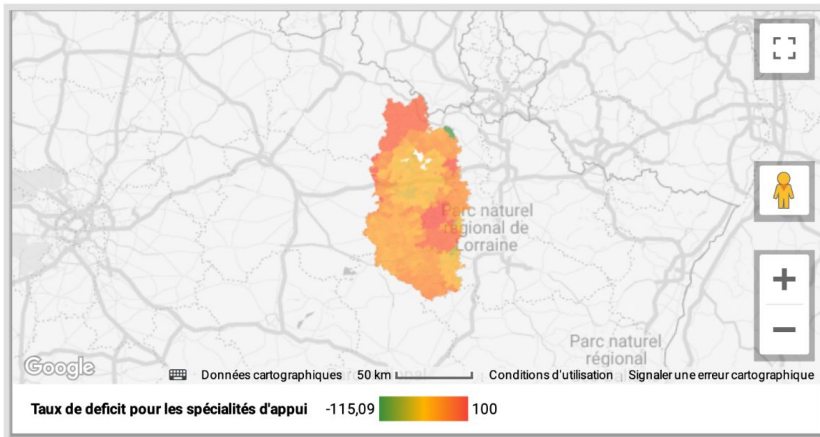 Parc naturel
régional de
Lorraine
Parc naturel
régional
Google
Données cartographiques 50 km Conditions d'utilisation Signaler une erreur cartographique
Taux de deficit pour les spécialités d'appui -115,09 100